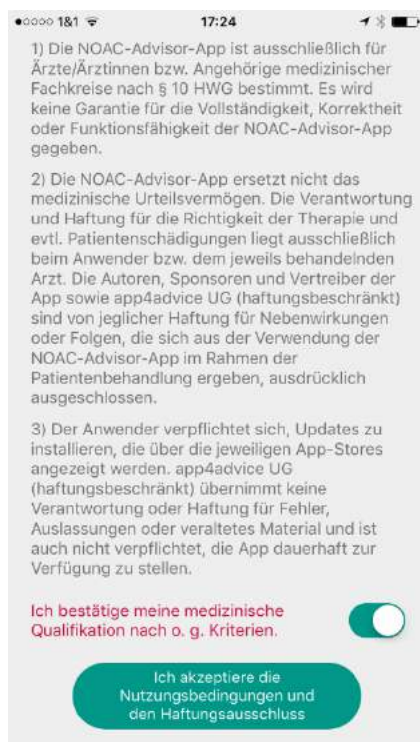 1&1 17:24
1) Die NOAC-Advisor-App ist ausschließlich für
Ärzte/Ärztinnen bzw. Angehörige medizinischer
Fachkreise nach § 10 HWG bestimmt. Es wird
keine Garantie für die Vollständigkeit, Korrektheit
oder Funktionsfähigkeit der NOAC-Advisor-App
gegeben.
2) Die NOAC-Advisor-App ersetzt nicht das
medizinische Urteilsvermögen. Die Verantwortung
und Haftung für die Richtigkeit der Therapie und
evtl. Patientenschädigungen liegt ausschließlich
beim Anwender bzw. dem jeweils behandelnden
Arzt. Die Autoren, Sponsoren und Vertreiber der
App sowie app4advice UG (haftungsbeschränkt)
sind von jeglicher Haftung für Nebenwirkungen
oder Folgen, die sich aus der Verwendung der
NOAC-Advisor-App im Rahmen der
Patientenbehandlung ergeben, ausdrücklich
ausgeschlossen.
3) Der Anwender verpflichtet sich, Updates zu
installieren, die über die jeweiligen App-Stores
angezeigt werden. app4advice UG
(haftungsbeschränkt) übernimmt keine
Verantwortung oder Haftung für Fehler,
Auslassungen oder veraltetes Material und ist
auch nicht verpflichtet, die App dauerhaft zur
Verfügung zu stellen.
Ich bestätige meine medizinische
Qualifikation nach o. g. Kriterien.
Ich akzeptiere die
Nutzungsbedingungen und
den Haftungsausschluss